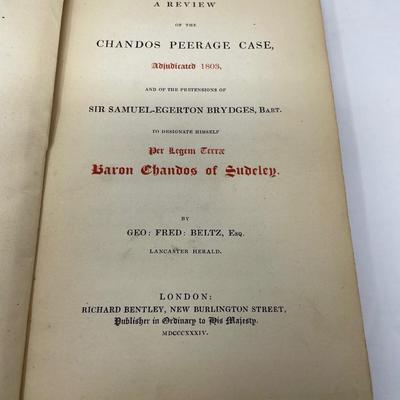 A REVIEW
OF THE
CHANDOS PEERAGE CASE,
Adjudicated 1803,
AND OF THE PRETENSIONS OF
SIR SAMUEL-EGERTON BRYDGES, BART.
TO DESIGNATE HIMSELF
Per Legem Terræ
Baron Chandos of Sudeley.
BY
GEO: FRED: BELTZ, ESQ.
LANCASTER HERALD.
LONDON:
RICHARD BENTLEY, NEW BURLINGTON STREET,
Publisher in Ordinary to His Majesty.
MDCCCXXXIV.